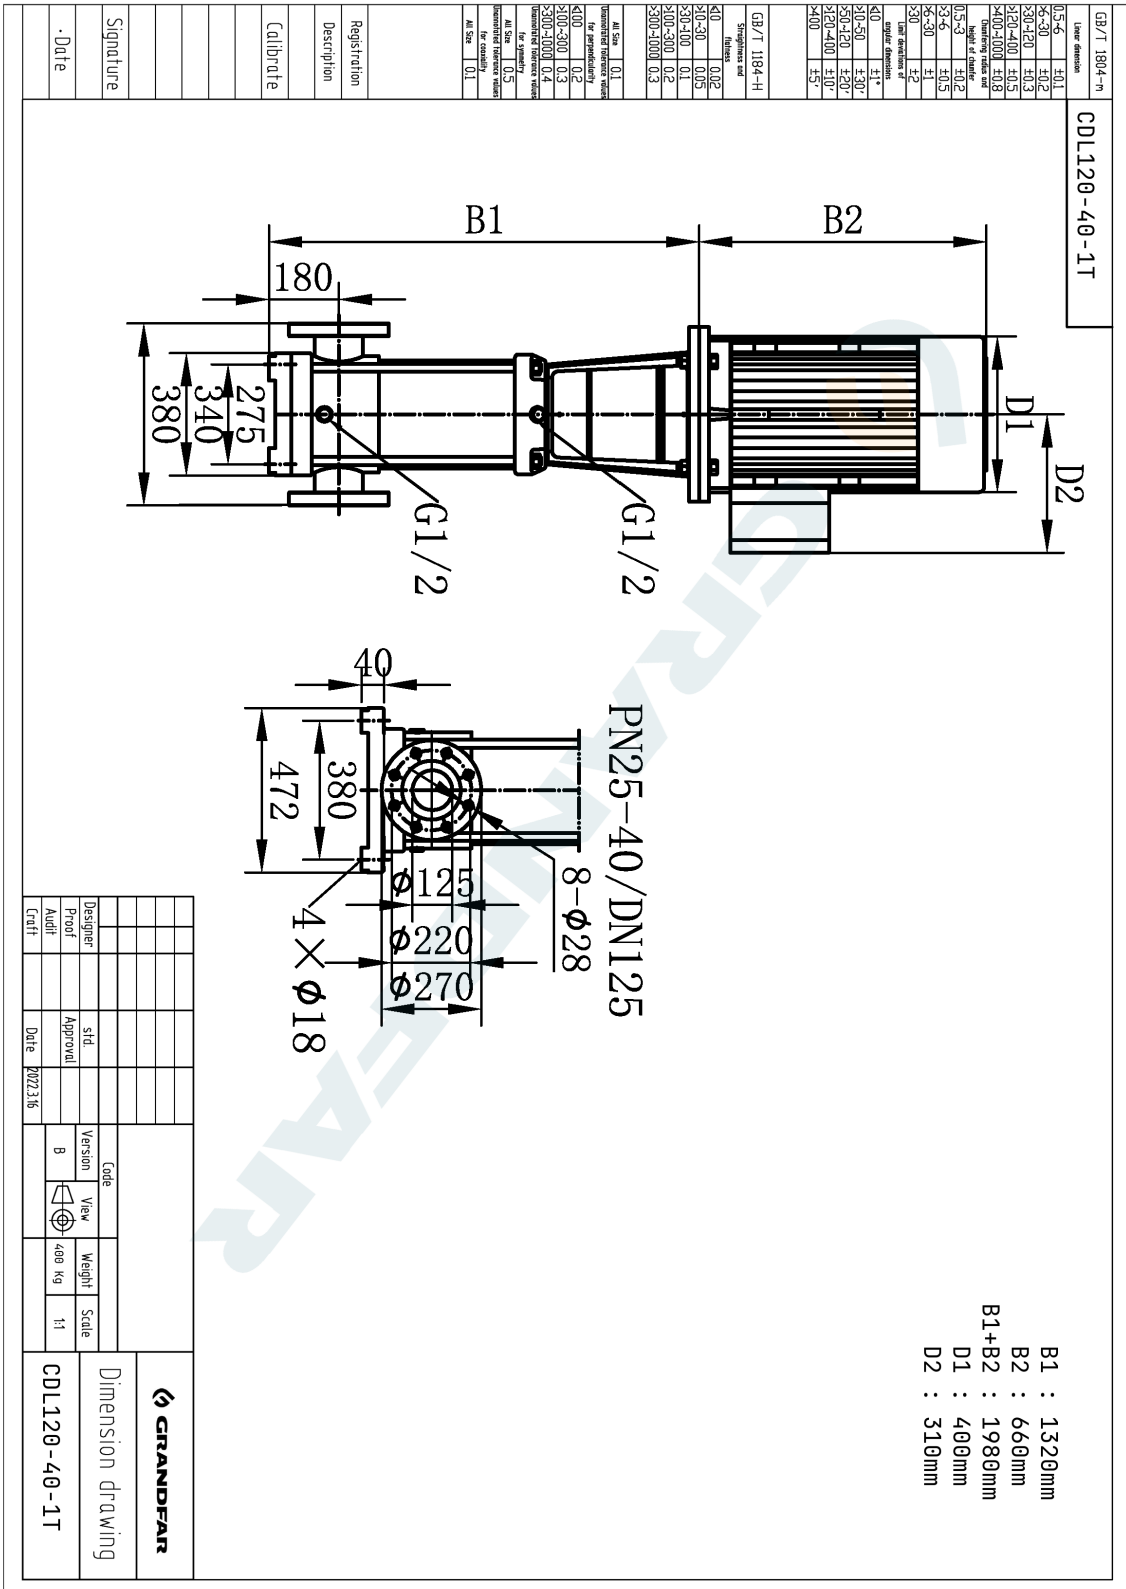 GB/T 1804-m
Linear dimension
0.5~6 ±0.1
>6~30 ±0.2
>30~120 ±0.3
>120~400 ±0.5
>400~1000 ±0.8
Chamfering radius and
height of chamfer
0.5~3 ±0.2
>3~6 ±0.5
>6~30 ±1
>30 ±2
Limit deviations of
angular dimensions
≤10 ±1°
>10~50 ±30′
>50~120 ±20′
>120~400 ±10′
>400 ±5′
GB/T 1184-H
Straightness and
flatness
≤10 0.02
>10~30 0.05
>30~100 0.1
>100~300 0.2
>300~1000 0.3
All Size 0.1
Unannotated tolerance values
for perpendicularity
≤100 0.2
>100~300 0.3
>300~1000 0.4
Unannotated tolerance values
for symmetry
All Size 0.5
Unannotated tolerance values
for coaxiality
All Size 0.1
Registration
Description
Calibrate
Signature
Date
CDL120-40-1T
B1
B2
180
D1
D2
275
340
380
G1/2
G1/2
40
PN25-40/DN125
380
472
8-ϕ28
ϕ125
ϕ220
ϕ270
4×ϕ18
GRANDFAR
B1 : 1320mm
B2 : 660mm
B1+B2 : 1980mm
D1 : 400mm
D2 : 310mm
Designer std.
Proof Approval
Audit
Craft Date 2022.3.16
Code
Version View Weight Scale
B 400 Kg 1:1
GRANDFAR
Dimension drawing
CDL120-40-1T